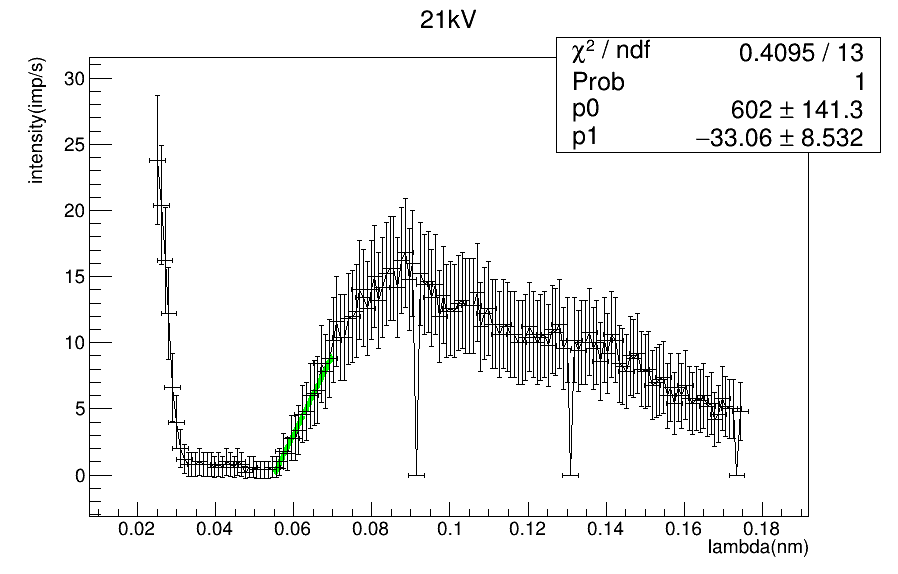 21kV
χ² / ndf 0.4095 / 13
Prob 1
p0 602 ± 141.3
p1 −33.06 ± 8.532
intensity(imp/s)
30
25
20
15
10
5
0
0.02 0.04 0.06 0.08 0.1 0.12 0.14 0.16 0.18
lambda(nm)